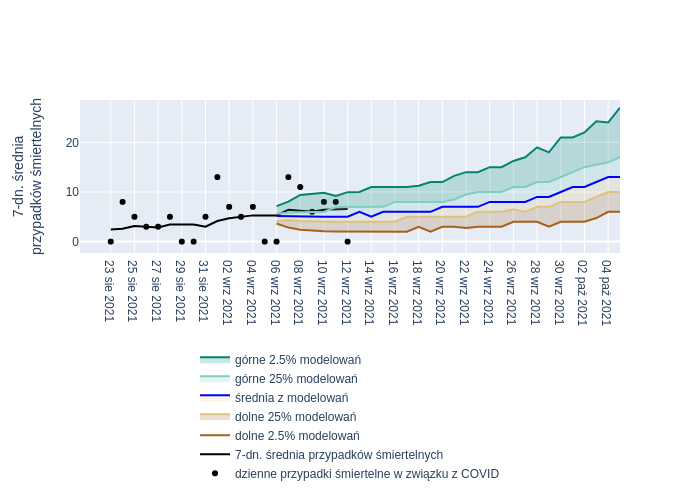 7-dn. średnia
przypadków śmiertelnych
20
10
0
23 sie 2021
25 sie 2021
27 sie 2021
29 sie 2021
31 sie 2021
02 wrz 2021
04 wrz 2021
06 wrz 2021
08 wrz 2021
10 wrz 2021
12 wrz 2021
14 wrz 2021
16 wrz 2021
18 wrz 2021
20 wrz 2021
22 wrz 2021
24 wrz 2021
26 wrz 2021
28 wrz 2021
30 wrz 2021
02 paź 2021
04 paź 2021
górne 2.5% modelowań
górne 25% modelowań
średnia z modelowań
dolne 25% modelowań
dolne 2.5% modelowań
7-dn. średnia przypadków śmiertelnych
dzienne przypadki śmiertelne w związku z COVID